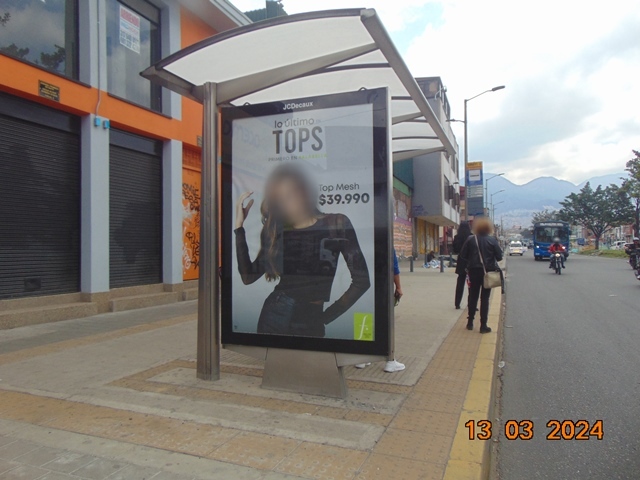 JCDecaux
lo último en
TOPS
Top Mesh
$39.990
f.
13 03 2024